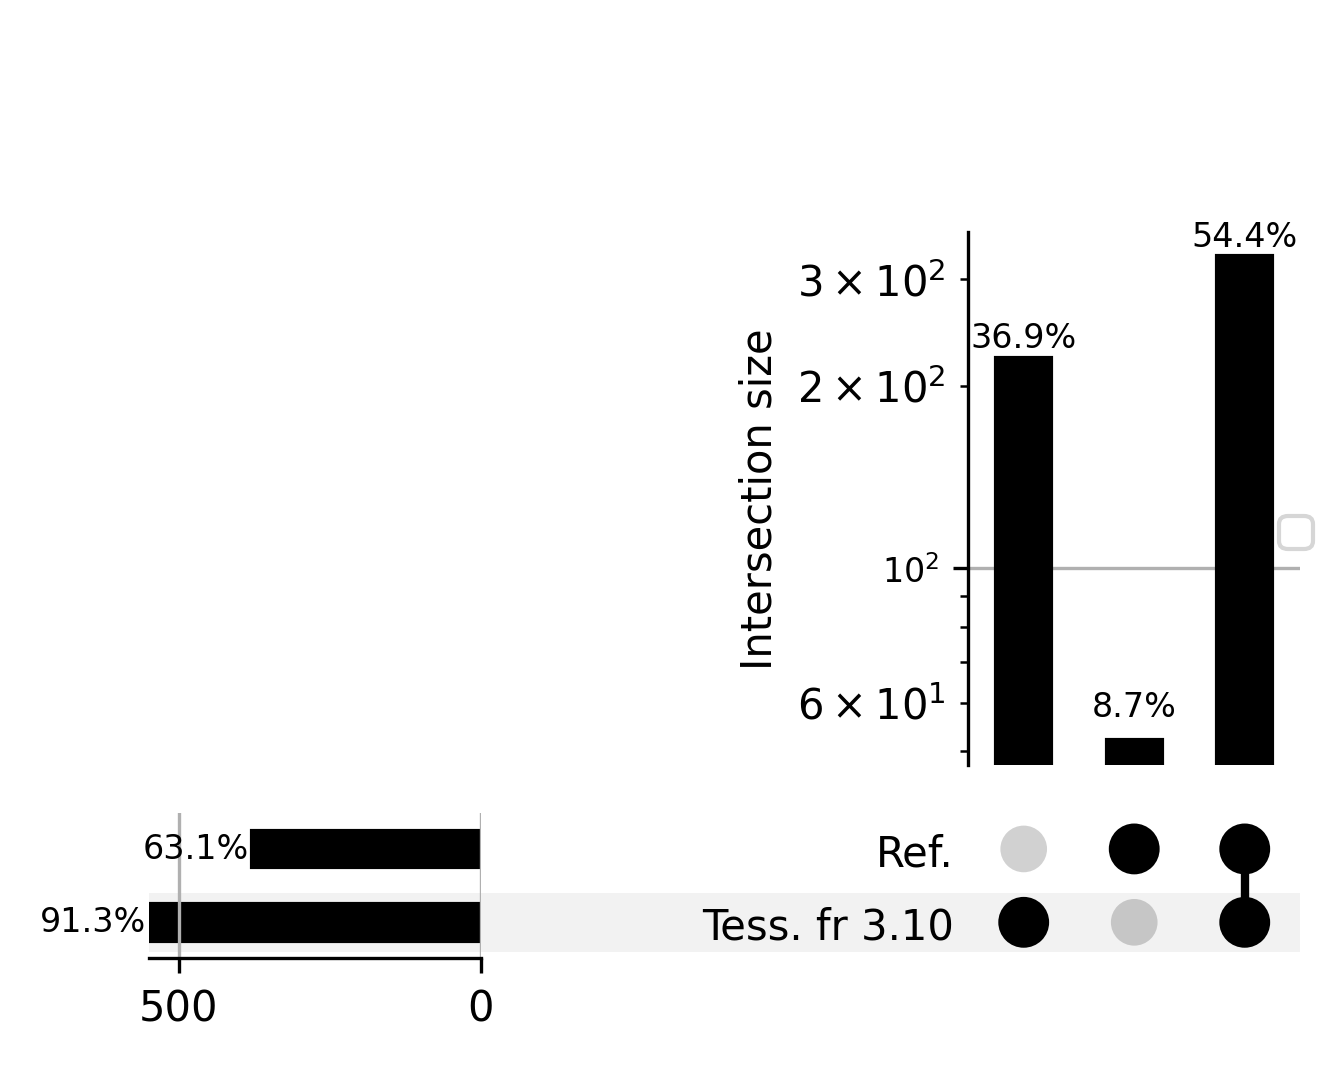 54.4%
3 × 10²
36.9%
2 × 10²
Intersection size
10²
8.7%
6 × 10¹
63.1%
Ref.
91.3%
Tess. fr 3.10
500
0